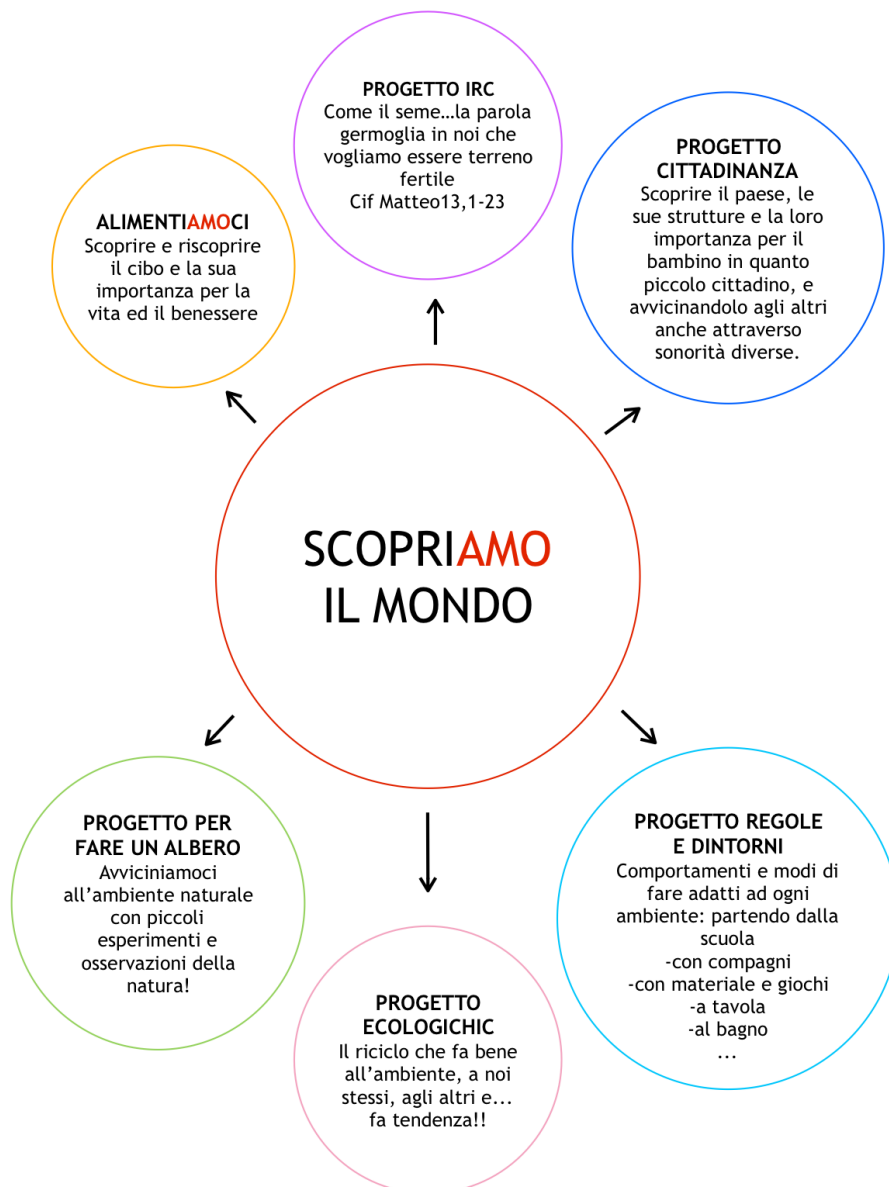 PROGETTO IRC
Come il seme...la parola
germoglia in noi che
vogliamo essere terreno
fertile
Cif Matteo13,1-23
PROGETTO
CITTADINANZA
Scoprire il paese, le
sue strutture e la loro
importanza per il
bambino in quanto
piccolo cittadino, e
avvicinandolo agli altri
anche attraverso
sonorità diverse.
ALIMENTIAMOCI
Scoprire e riscoprire
il cibo e la sua
importanza per la
vita ed il benessere
SCOPRIAMO
IL MONDO
PROGETTO PER
FARE UN ALBERO
Avviciniamoci
all’ambiente naturale
con piccoli
esperimenti e
osservazioni della
natura!
PROGETTO REGOLE
E DINTORNI
Comportamenti e modi di
fare adatti ad ogni
ambiente: partendo dalla
scuola
-con compagni
-con materiale e giochi
-a tavola
-al bagno
...
PROGETTO
ECOLOGICHIC
Il riciclo che fa bene
all’ambiente, a noi
stessi, agli altri e...
fa tendenza!!